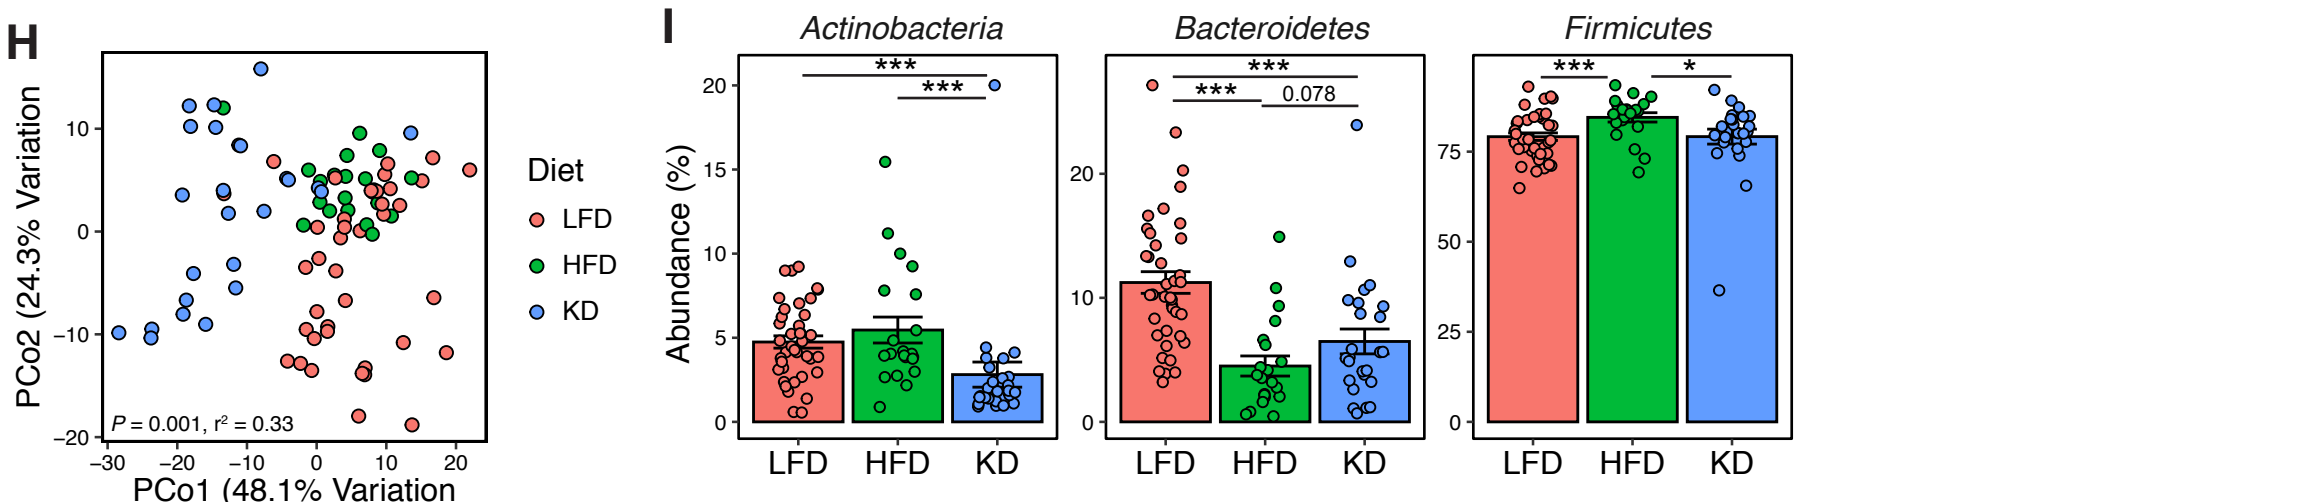 H
PCo2 (24.3% Variation
10
0
−10
−20
P = 0.001, r² = 0.33
−30 −20 −10 0 10 20
PCo1 (48.1% Variation
Diet
LFD
HFD
KD
I
Abundance (%)
Actinobacteria
20
15
10
5
0
***
***
LFD HFD KD
Bacteroidetes
20
10
0
***
*** 0.078
LFD HFD KD
Firmicutes
75
50
25
0
*** *
LFD HFD KD